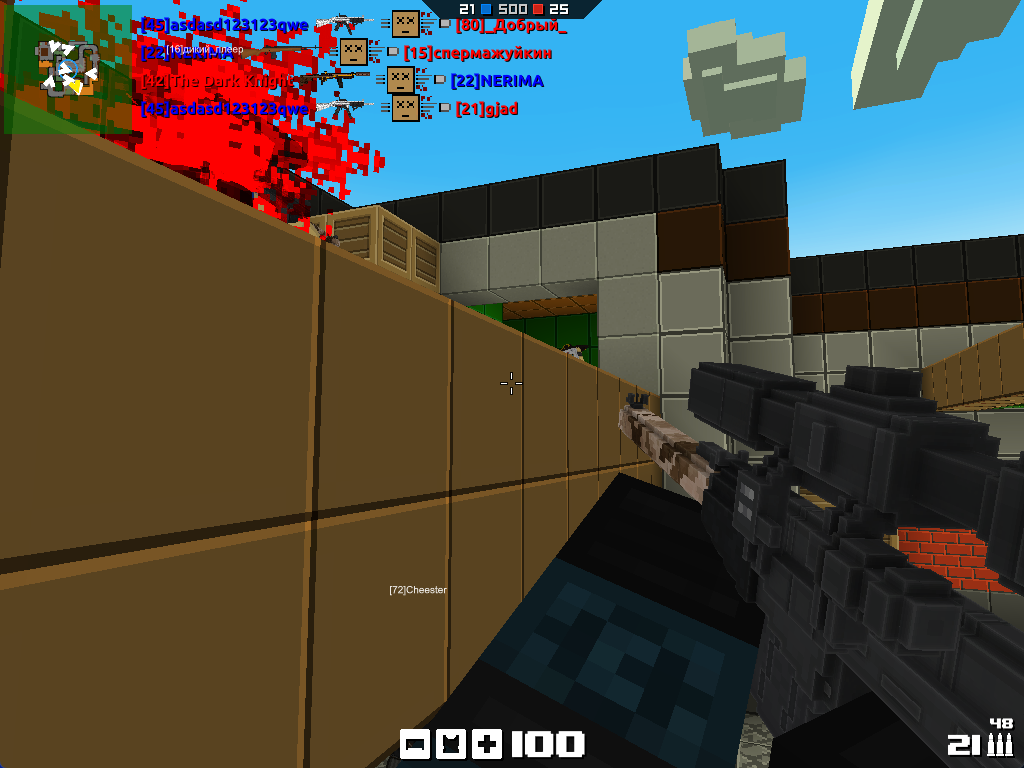 21 500 25
[45]asdasd123123qwe [80]_Добрый_
[22]NERIMA [16]дикий_плеер [15]спермажуйкин
[42]The Dark Knight [22]NERIMA
[45]asdasd123123qwe [21]gjad
[72]Cheester
100
48
21